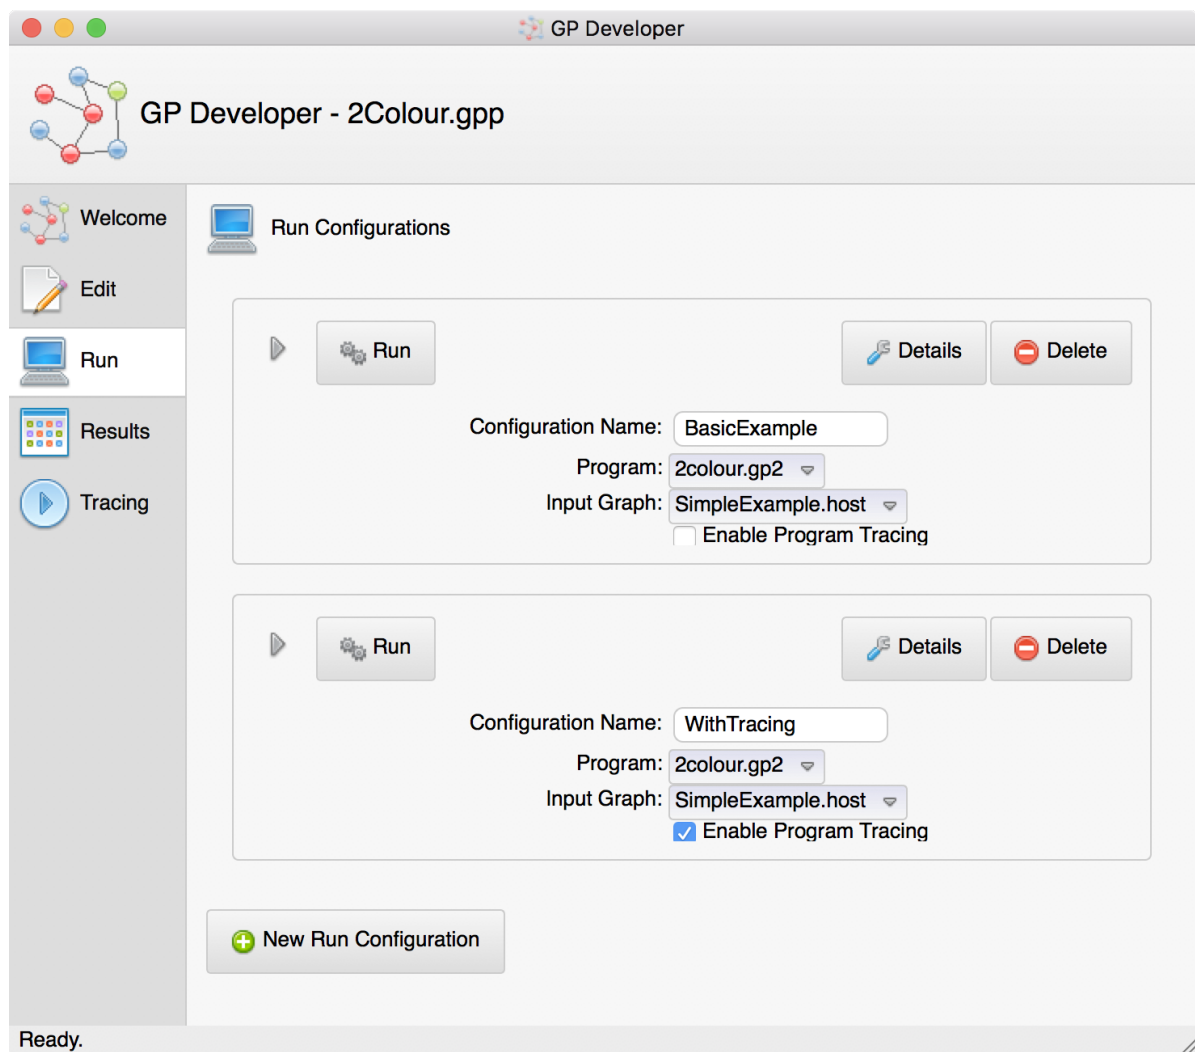 GP Developer
GP Developer - 2Colour.gpp
Welcome
Edit
Run
Results
Tracing
Run Configurations
Run Details Delete
Configuration Name: BasicExample
Program: 2colour.gp2
Input Graph: SimpleExample.host
Enable Program Tracing
Run Details Delete
Configuration Name: WithTracing
Program: 2colour.gp2
Input Graph: SimpleExample.host
Enable Program Tracing
New Run Configuration
Ready.